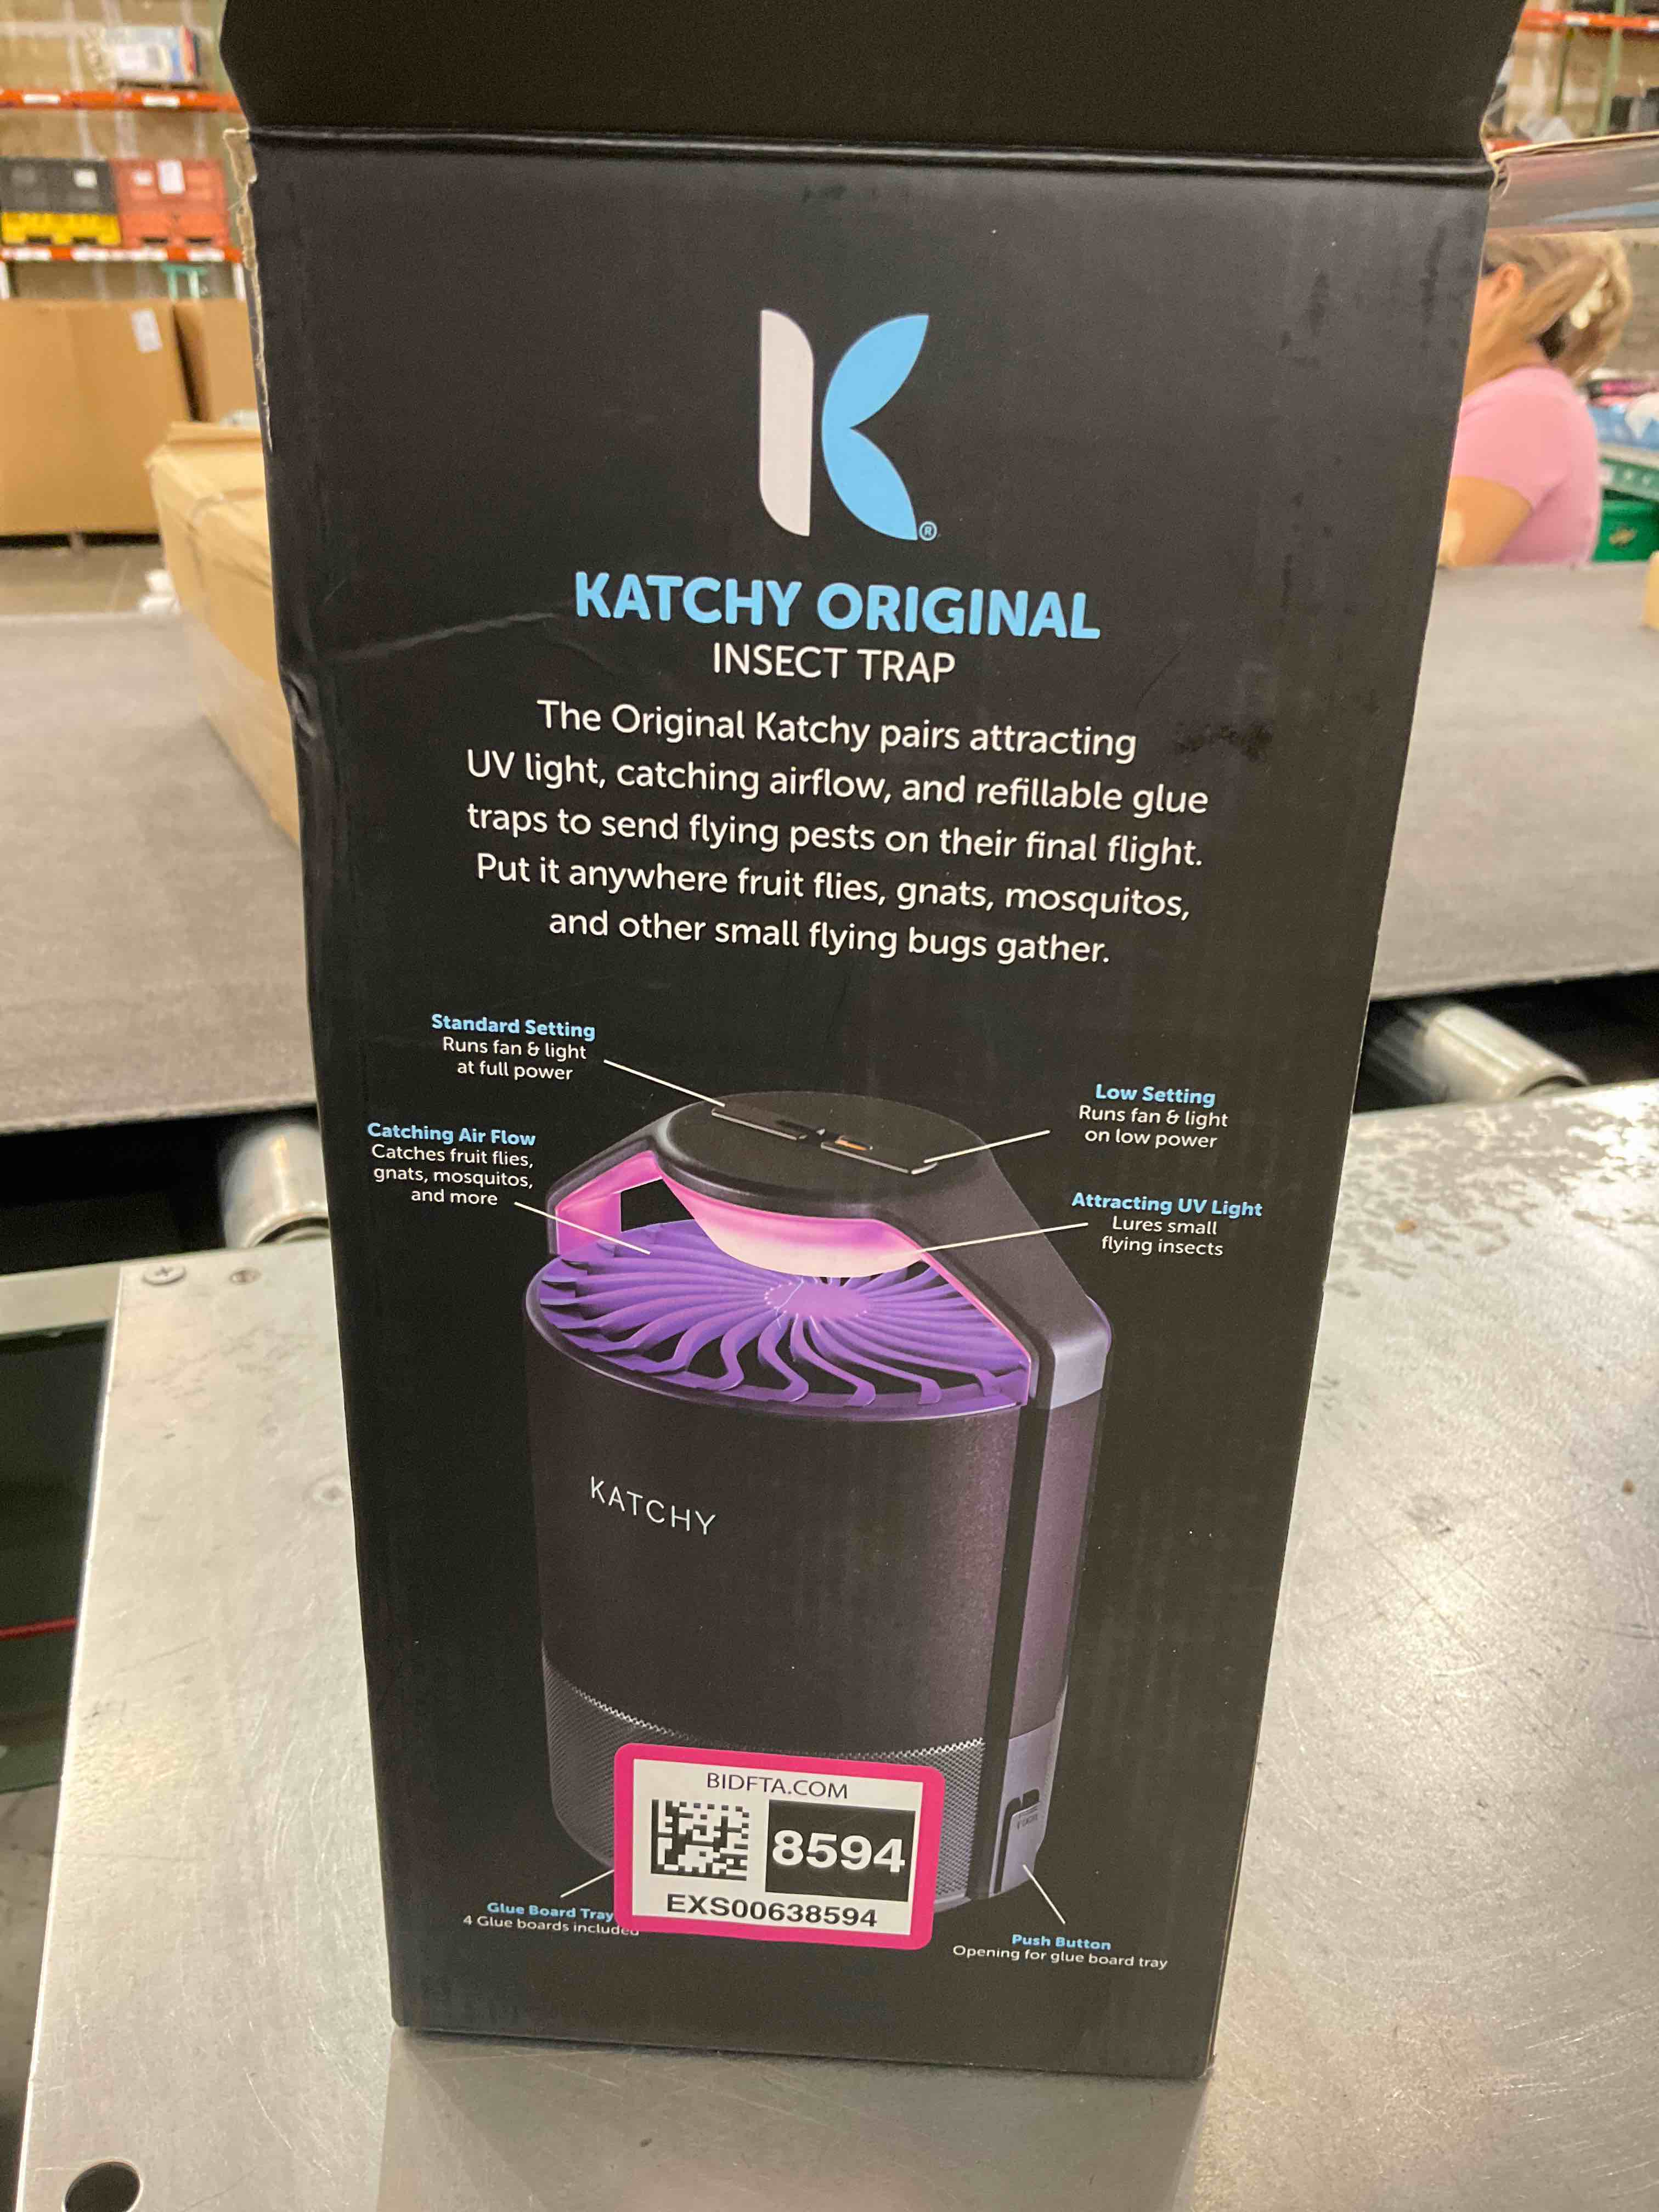 K®
KATCHY ORIGINAL
INSECT TRAP
The Original Katchy pairs attracting
UV light, catching airflow, and refillable glue
traps to send flying pests on their final flight.
Put it anywhere fruit flies, gnats, mosquitos,
and other small flying bugs gather.
Standard Setting
Runs fan & light
at full power
Low Setting
Runs fan & light
on low power
Catching Air Flow
Catches fruit flies,
gnats, mosquitos,
and more
Attracting UV Light
Lures small
flying insects
KATCHY
BIDFTA.COM
8594
EXS00638594
Glue Board Tray
4 Glue boards included
Push Button
Opening for glue board tray